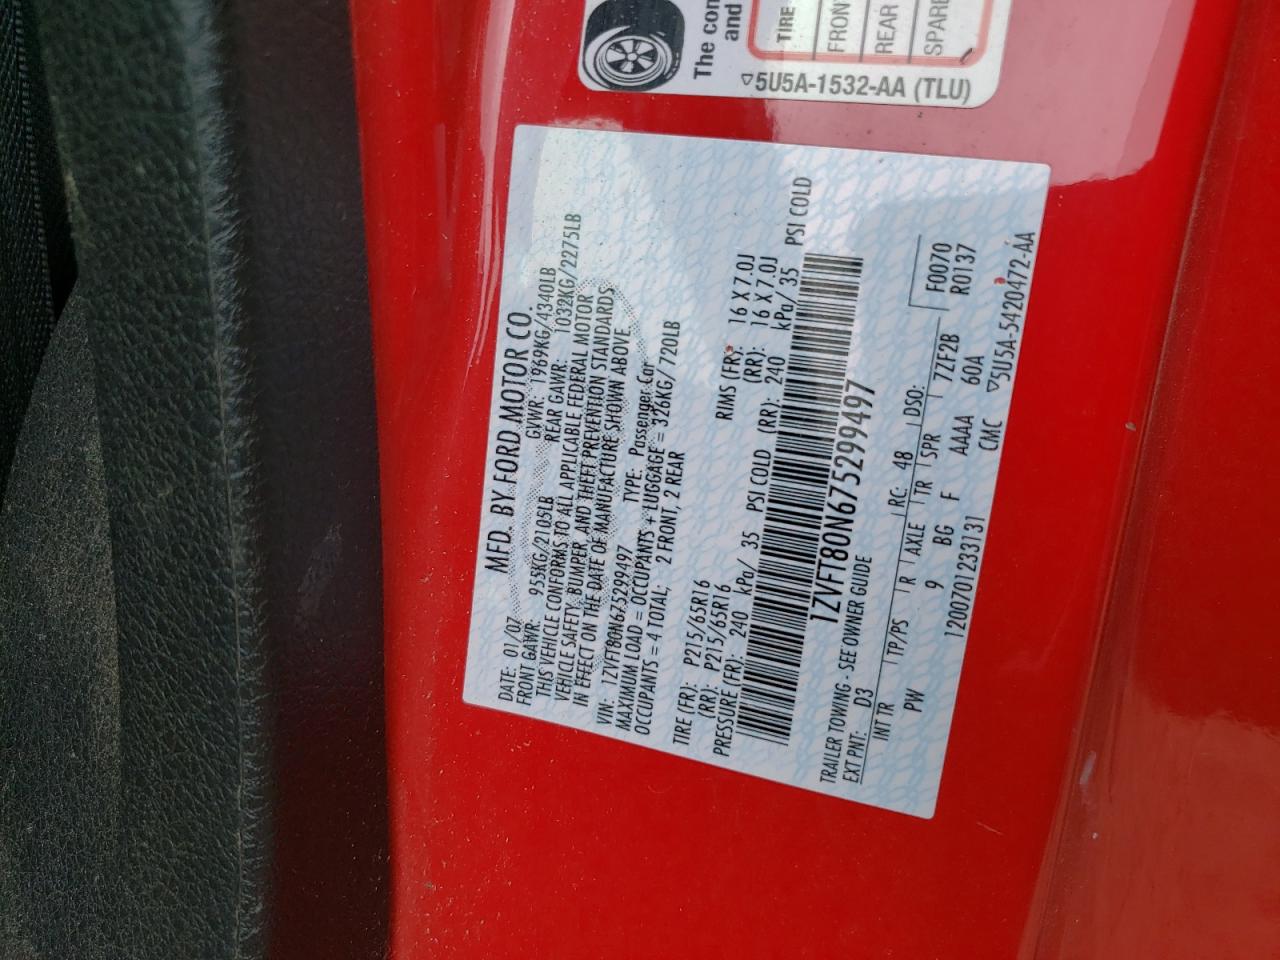 The con
and
TIRE
FRONT
REAR
SPARE
▽5U5A-1532-AA (TLU)
MFD. BY FORD MOTOR CO.
DATE: 01/07 GVWR: 1969KG/4340LB
FRONT GAWR: 955KG/2105LB REAR GAWR: 1032KG/2275LB
THIS VEHICLE CONFORMS TO ALL APPLICABLE FEDERAL MOTOR
VEHICLE SAFETY, BUMPER, AND THEFT PREVENTION STANDARDS
IN EFFECT ON THE DATE OF MANUFACTURE SHOWN ABOVE.
VIN: 1ZVFT80N675299497 TYPE: Passenger Car
MAXIMUM LOAD = OCCUPANTS + LUGGAGE = 326KG/720LB
OCCUPANTS = 4 TOTAL: 2 FRONT, 2 REAR
TIRE (FR): P215/65R16 RIMS (FR): 16 X 7.0J
(RR): P215/65R16 (RR): 16 X 7.0J
PRESSURE (FR): 240 kPa/ 35 PSI COLD (RR): 240 kPa/ 35 PSI COLD
1ZVFT80N675299497
TRAILER TOWING - SEE OWNER GUIDE
EXT PNT: D3 RC: 48 DSO: F0070
R0137
INT TR TP/PS R AXLE TR SPR 7ZF2B
PW 9 BG F AAAA 60A
1200701233131 CMC ▽5U5A-5420472-AA